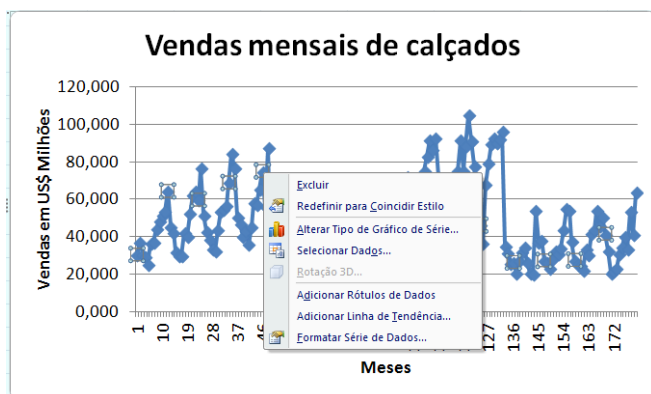 Vendas mensais de calçados
Vendas em US$ Milhões
120,000
100,000
80,000
60,000
40,000
20,000
0,000
Excluir
Redefinir para Coincidir Estilo
Alterar Tipo de Gráfico de Série...
Selecionar Dados...
Rotação 3D...
Adicionar Rótulos de Dados
Adicionar Linha de Tendência...
Formatar Série de Dados...
1 10 19 28 37 46 127 136 145 154 163 172
Meses